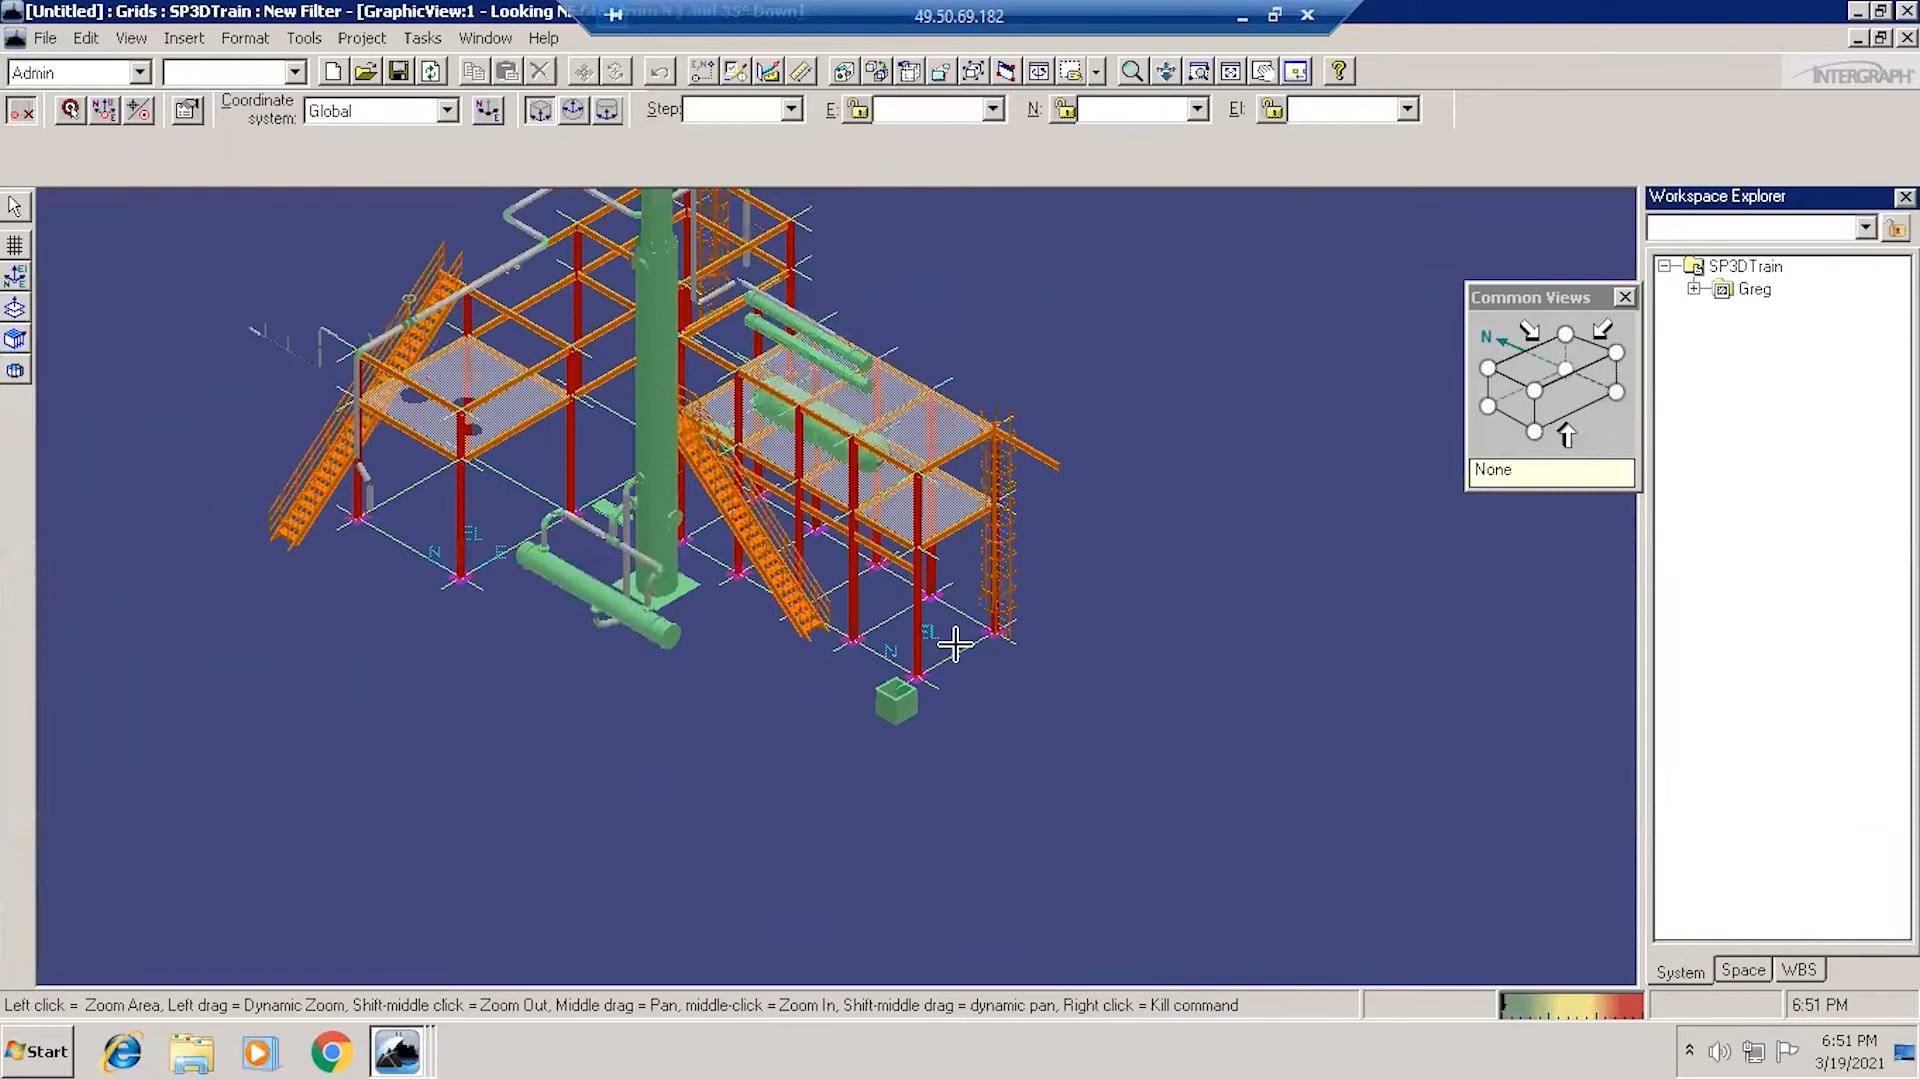 [Untitled] : Grids : SP3DTrain : New Filter - [GraphicView:1 - Looking
49.50.69.182
File Edit View Insert Format Tools Project Tasks Window Help
Admin
INTERGRAPH
Coordinate system: Global Step: E: N: El:
Workspace Explorer
SP3DTrain
Greg
Common Views
N
None
EL
N E
EL
N
System Space WBS
Left click = Zoom Area, Left drag = Dynamic Zoom, Shift-middle click = Zoom Out, Middle drag = Pan, middle-click = Zoom In, Shift-middle drag = dynamic pan, Right click = Kill command
6:51 PM
Start
6:51 PM
3/19/2021